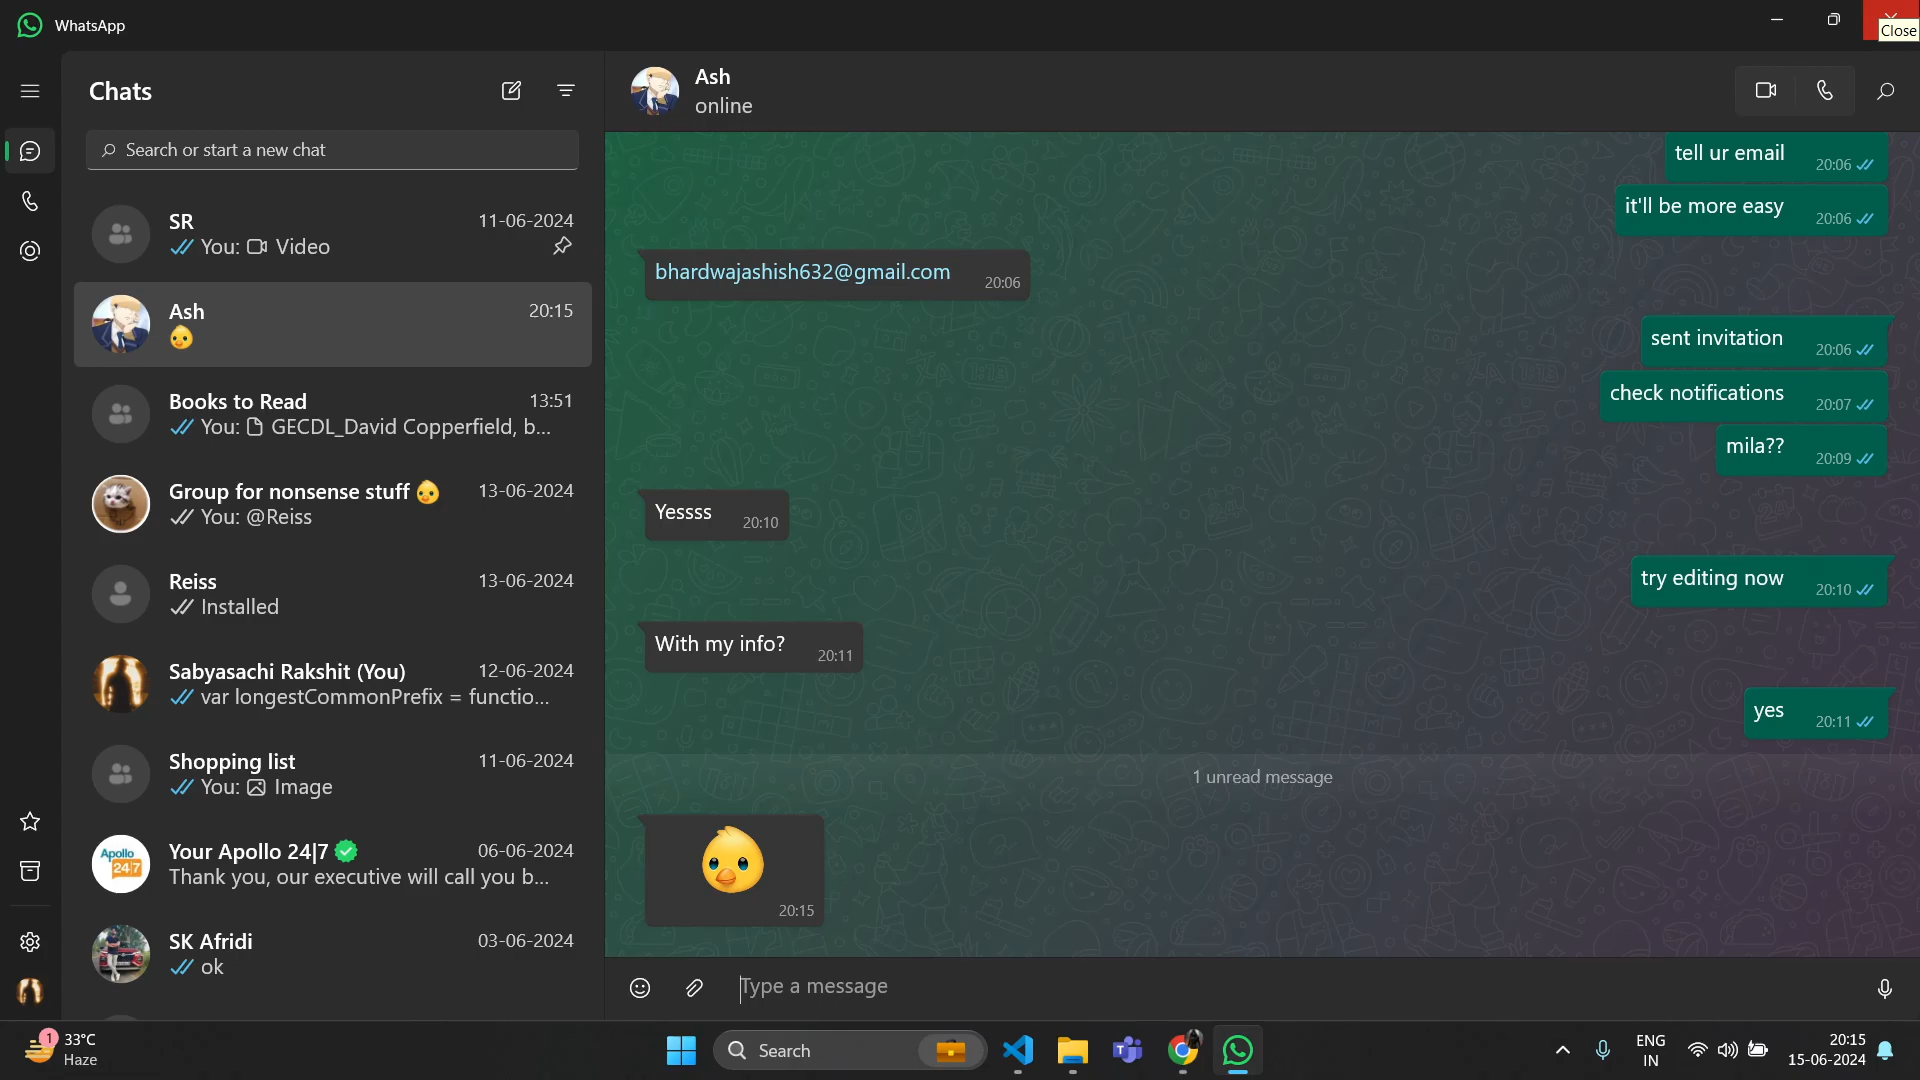 WhatsApp
Close
Chats
Search or start a new chat
SR
11-06-2024
You: Video
Ash
20:15
Books to Read
13:51
You: GECDL_David Copperfield, b...
Group for nonsense stuff
13-06-2024
You: @Reiss
Reiss
13-06-2024
Installed
Sabyasachi Rakshit (You)
12-06-2024
var longestCommonPrefix = functio...
Shopping list
11-06-2024
You: Image
Apollo
24|7
Your Apollo 24|7
06-06-2024
Thank you, our executive will call you b...
SK Afridi
03-06-2024
ok
Ash
online
tell ur email 20:06
it'll be more easy 20:06
bhardwajashish632@gmail.com 20:06
sent invitation 20:06
check notifications 20:07
mila?? 20:09
Yessss 20:10
try editing now 20:10
With my info? 20:11
yes 20:11
1 unread message
20:15
Type a message
1
33°C
Haze
Search
ENG
IN
20:15
15-06-2024